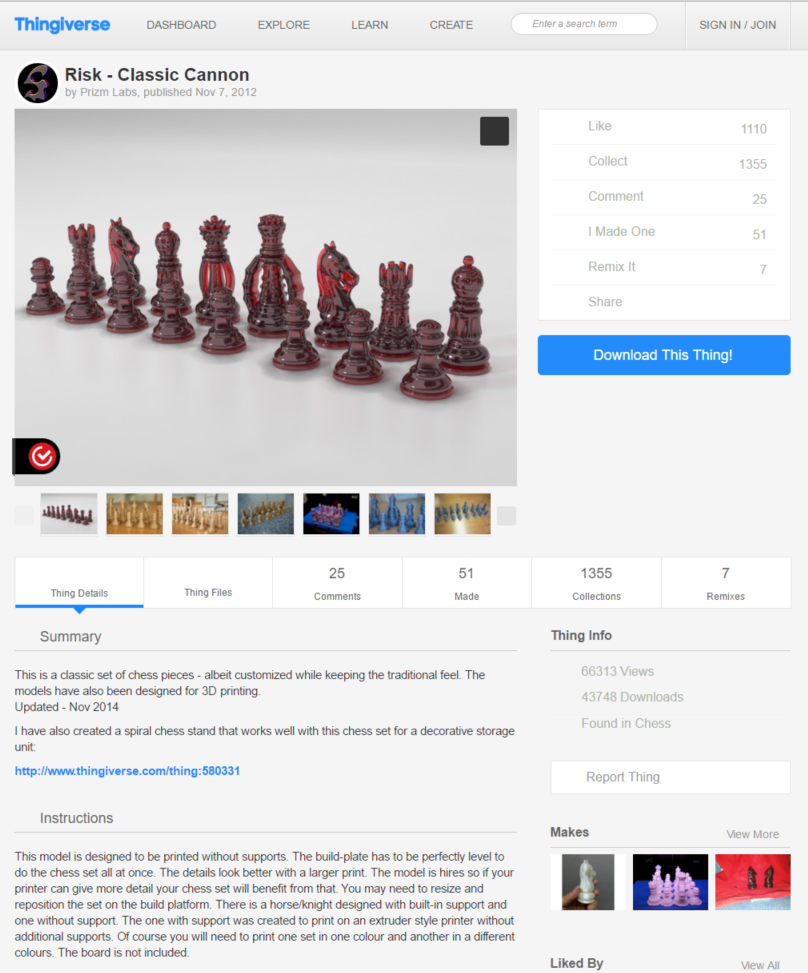 Thingiverse DASHBOARD EXPLORE LEARN CREATE Enter a search term SIGN IN / JOIN
Risk - Classic Cannon
by Prizm Labs, published Nov 7, 2012
Like 1110
Collect 1355
Comment 25
I Made One 51
Remix It 7
Share
Download This Thing!
Thing Details
Thing Files
25
Comments
51
Made
1355
Collections
7
Remixes
Summary
This is a classic set of chess pieces - albeit customized while keeping the traditional feel. The
models have also been designed for 3D printing.
Updated - Nov 2014
I have also created a spiral chess stand that works well with this chess set for a decorative storage
unit:
http://www.thingiverse.com/thing:580331
Instructions
This model is designed to be printed without supports. The build-plate has to be perfectly level to
do the chess set all at once. The details look better with a larger print. The model is hires so if your
printer can give more detail your chess set will benefit from that. You may need to resize and
reposition the set on the build platform. There is a horse/knight designed with built-in support and
one without support. The one with support was created to print on an extruder style printer without
additional supports. Of course you will need to print one set in one colour and another in a different
colours. The board is not included.
Thing Info
66313 Views
43748 Downloads
Found in Chess
Report Thing
Makes View More
Liked By View All